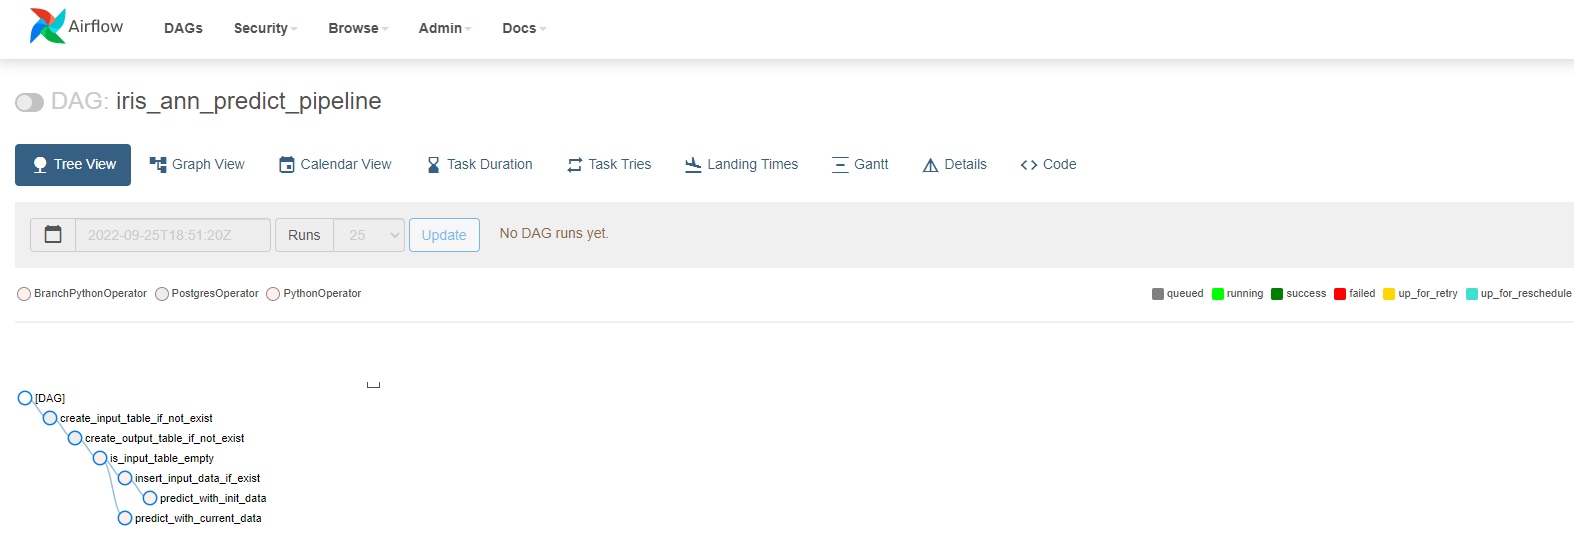 Airflow DAGs Security Browse Admin Docs
DAG: iris_ann_predict_pipeline
Tree View Graph View Calendar View Task Duration Task Tries Landing Times Gantt Details Code
2022-09-25T18:51:20Z Runs 25 Update No DAG runs yet.
BranchPythonOperator PostgresOperator PythonOperator queued running success failed up_for_retry up_for_reschedule
[DAG]
create_input_table_if_not_exist
create_output_table_if_not_exist
is_input_table_empty
insert_input_data_if_exist
predict_with_init_data
predict_with_current_data